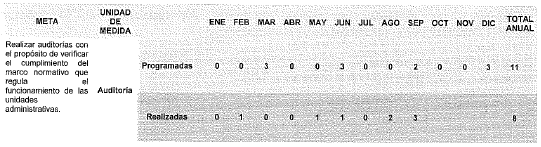 META UNIDAD DE MEDIDA ENE FEB MAR ABR MAY JUN JUL AGO SEP OCT NOV DIC TOTAL ANUAL
Realizar auditorías con
el propósito de verificar
el cumplimiento del
marco normativo que
regula el
funcionamiento de las
unidades
administrativas.
Auditoría
Programadas 0 0 3 0 0 3 0 0 2 0 0 3 11
Realizadas 0 1 0 0 1 1 0 2 3 8